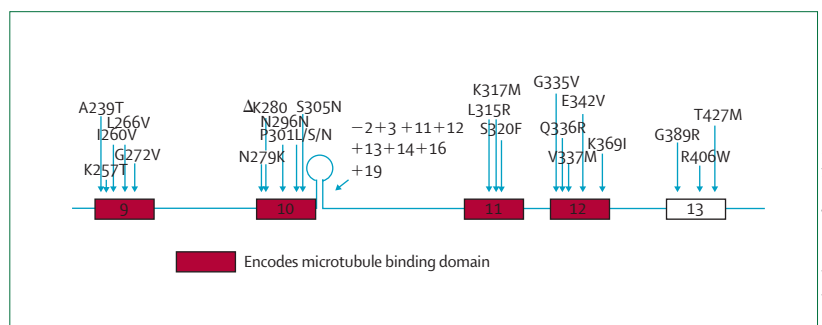 A239T
L266V
I260V
G272V
K257T
ΔK280
S305N
N296N
P301L/S/N
N279K
−2+3 +11+12
+13+14+16
+19
K317M
L315R
S320F
G335V
E342V
Q336R
V337M
K369I
G389R
T427M
R406W
9
10
11
12
13
Encodes microtubule binding domain